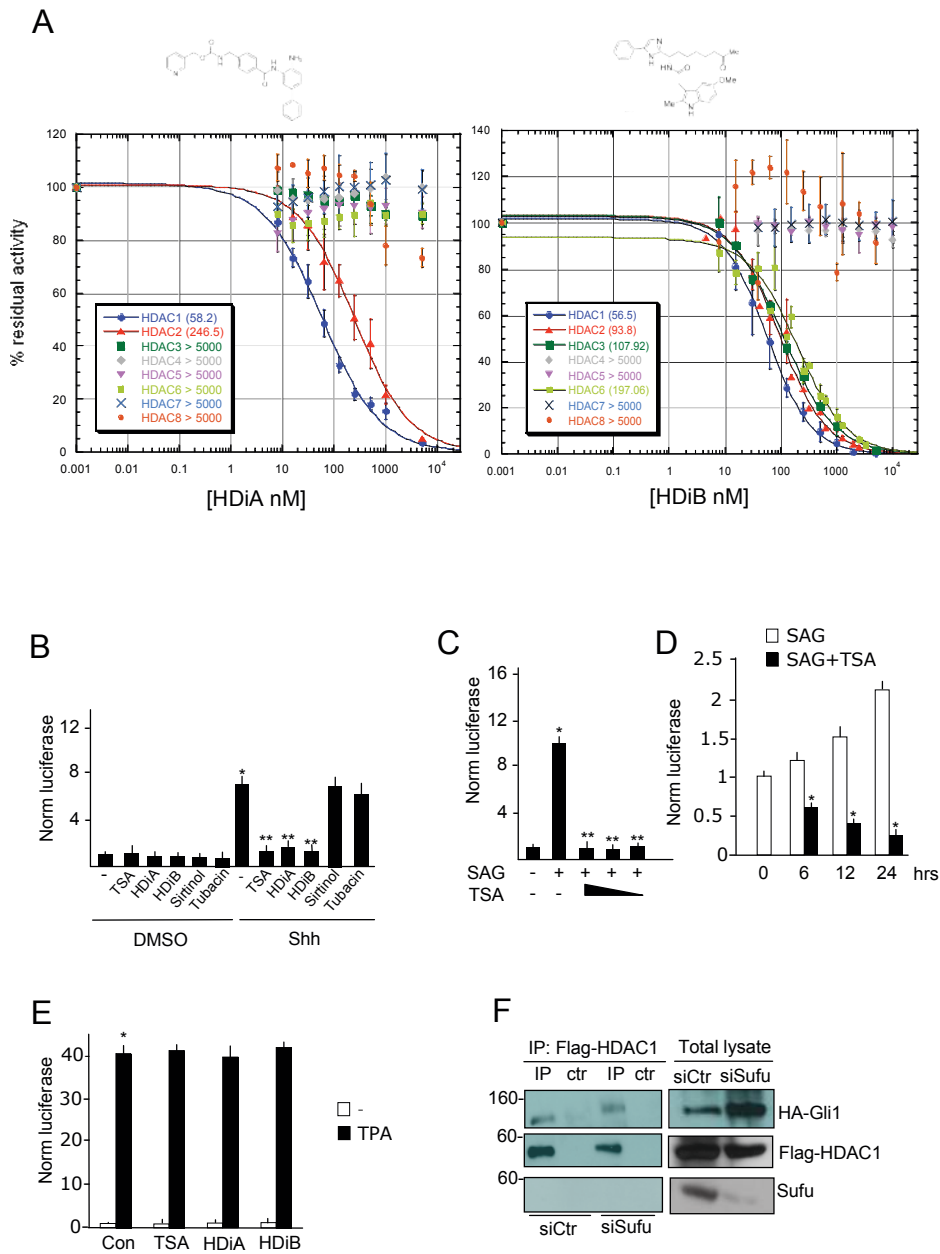 A
N
O
O
O
N
H
NH₂
N
N
H
HN
O
O
Me
OMe
Me
N
H
120
100
80
60
40
20
0
% residual activity
HDAC1 (58.2)
HDAC2 (246.5)
HDAC3 > 5000
HDAC4 > 5000
HDAC5 > 5000
HDAC6 > 5000
HDAC7 > 5000
HDAC8 > 5000
0.001 0.01 0.1 1 10 100 1000 10⁴
[HDiA nM]
140
120
100
80
60
40
20
0
HDAC1 (56.5)
HDAC2 (93.8)
HDAC3 (107.92)
HDAC4 > 5000
HDAC5 > 5000
HDAC6 (197.06)
HDAC7 > 5000
HDAC8 > 5000
0.001 0.01 0.1 1 10 100 1000 10⁴
[HDiB nM]
B
Norm luciferase
12
8
4
* ** ** **
- TSA HDiA HDiB Sirtinol Tubacin - TSA HDiA HDiB Sirtinol Tubacin
DMSO Shh
C
Norm luciferase
16
12
8
4
* ** ** **
SAG - + + + +
TSA - -
D
SAG
SAG+TSA
Norm luciferase
2.5
2
1.5
1
0.5
0
* * *
0 6 12 24 hrs
E
Norm luciferase
40
30
20
10
0
*
-
TPA
Con TSA HDiA HDiB
F
IP: Flag-HDAC1 Total lysate
IP ctr IP ctr siCtr siSufu
160
HA-Gli1
60
Flag-HDAC1
60
Sufu
siCtr siSufu